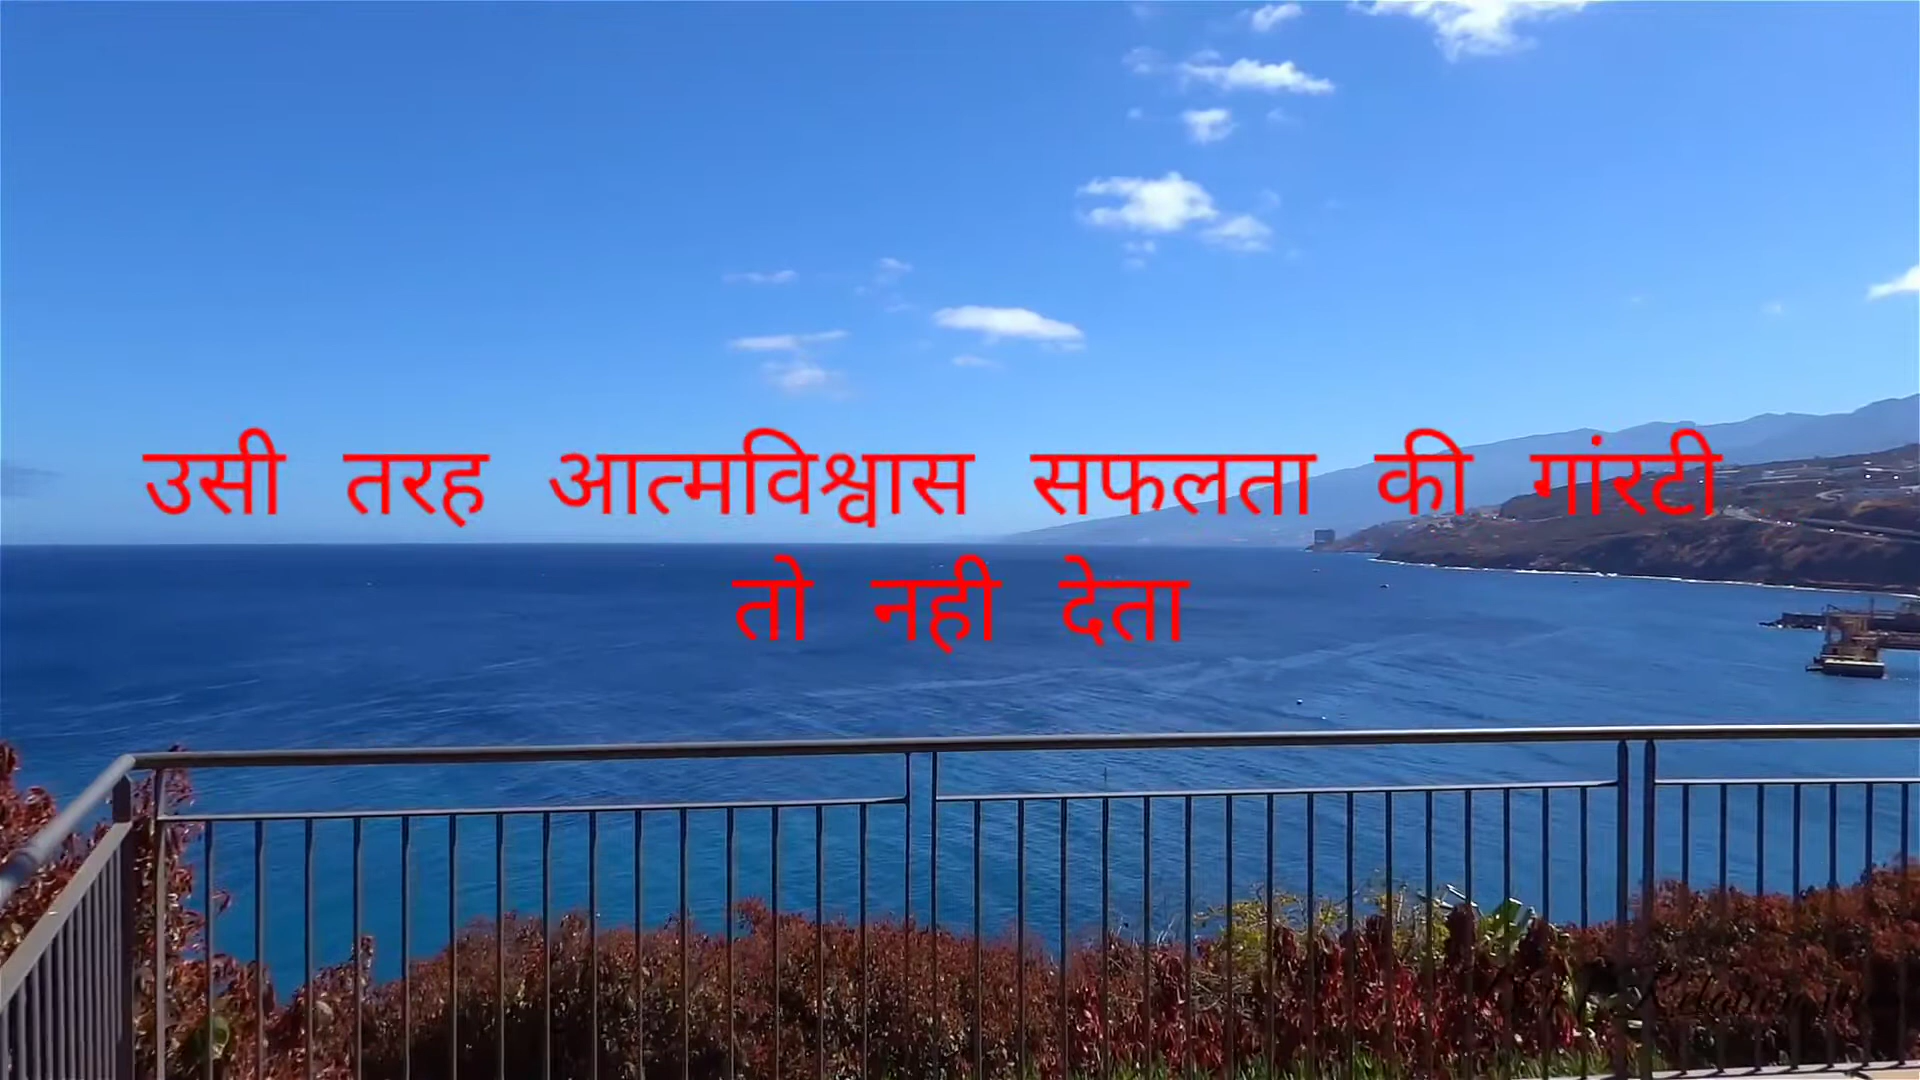 उसी तरह आत्मविश्वास सफलता की गांरटी
तो नही देता